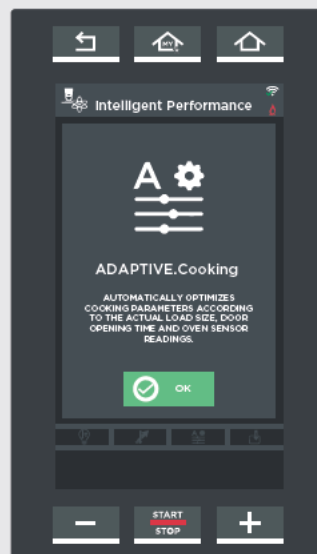 MY
Intelligent Performance
A
ADAPTIVE.Cooking
AUTOMATICALLY OPTIMIZES
COOKING PARAMETERS ACCORDING
TO THE ACTUAL LOAD SIZE, DOOR
OPENING TIME AND OVEN SENSOR
READINGS.
OK
START
STOP